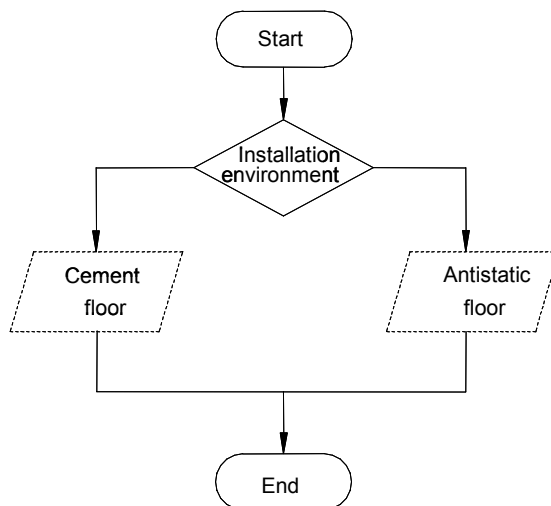 Start
Installation
environment
Cement
floor
Antistatic
floor
End